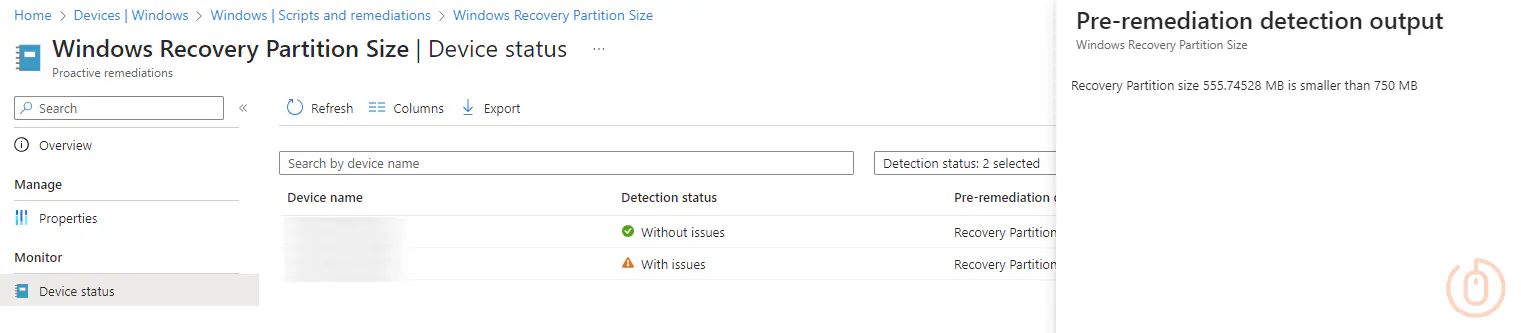 Home > Devices | Windows > Windows | Scripts and remediations > Windows Recovery Partition Size
Windows Recovery Partition Size | Device status ...
Proactive remediations
Search
«
Overview
Manage
Properties
Monitor
Device status
Refresh Columns Export
Search by device name
Detection status: 2 selected
Device name Detection status Pre-remediation
Without issues Recovery Partition
With issues Recovery Partition
Pre-remediation detection output
Windows Recovery Partition Size
Recovery Partition size 555.74528 MB is smaller than 750 MB